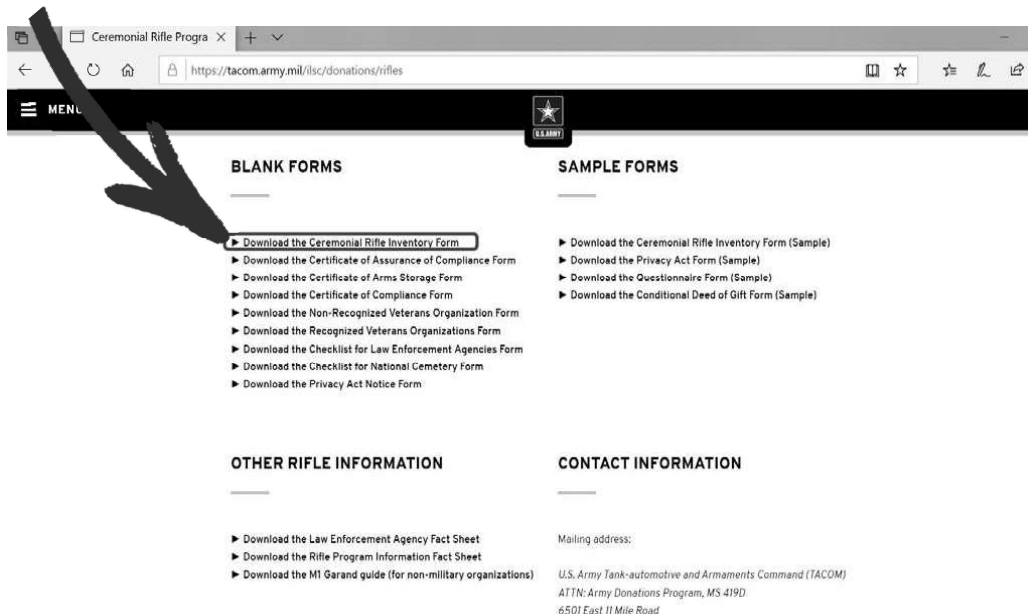 Ceremonial Rifle Progra
https://tacom.army.mil/ilsc/donations/rifles
MENU
U.S.ARMY
BLANK FORMS
► Download the Ceremonial Rifle Inventory Form
► Download the Certificate of Assurance of Compliance Form
► Download the Certificate of Arms Storage Form
► Download the Certificate of Compliance Form
► Download the Non-Recognized Veterans Organization Form
► Download the Recognized Veterans Organizations Form
► Download the Checklist for Law Enforcement Agencies Form
► Download the Checklist for National Cemetery Form
► Download the Privacy Act Notice Form
SAMPLE FORMS
► Download the Ceremonial Rifle Inventory Form (Sample)
► Download the Privacy Act Form (Sample)
► Download the Questionnaire Form (Sample)
► Download the Conditional Deed of Gift Form (Sample)
OTHER RIFLE INFORMATION
► Download the Law Enforcement Agency Fact Sheet
► Download the Rifle Program Information Fact Sheet
► Download the M1 Garand guide (for non-military organizations)
CONTACT INFORMATION
Mailing address:
U.S. Army Tank-automotive and Armaments Command (TACOM)
ATTN: Army Donations Program, MS 419D
6501 East 11 Mile Road